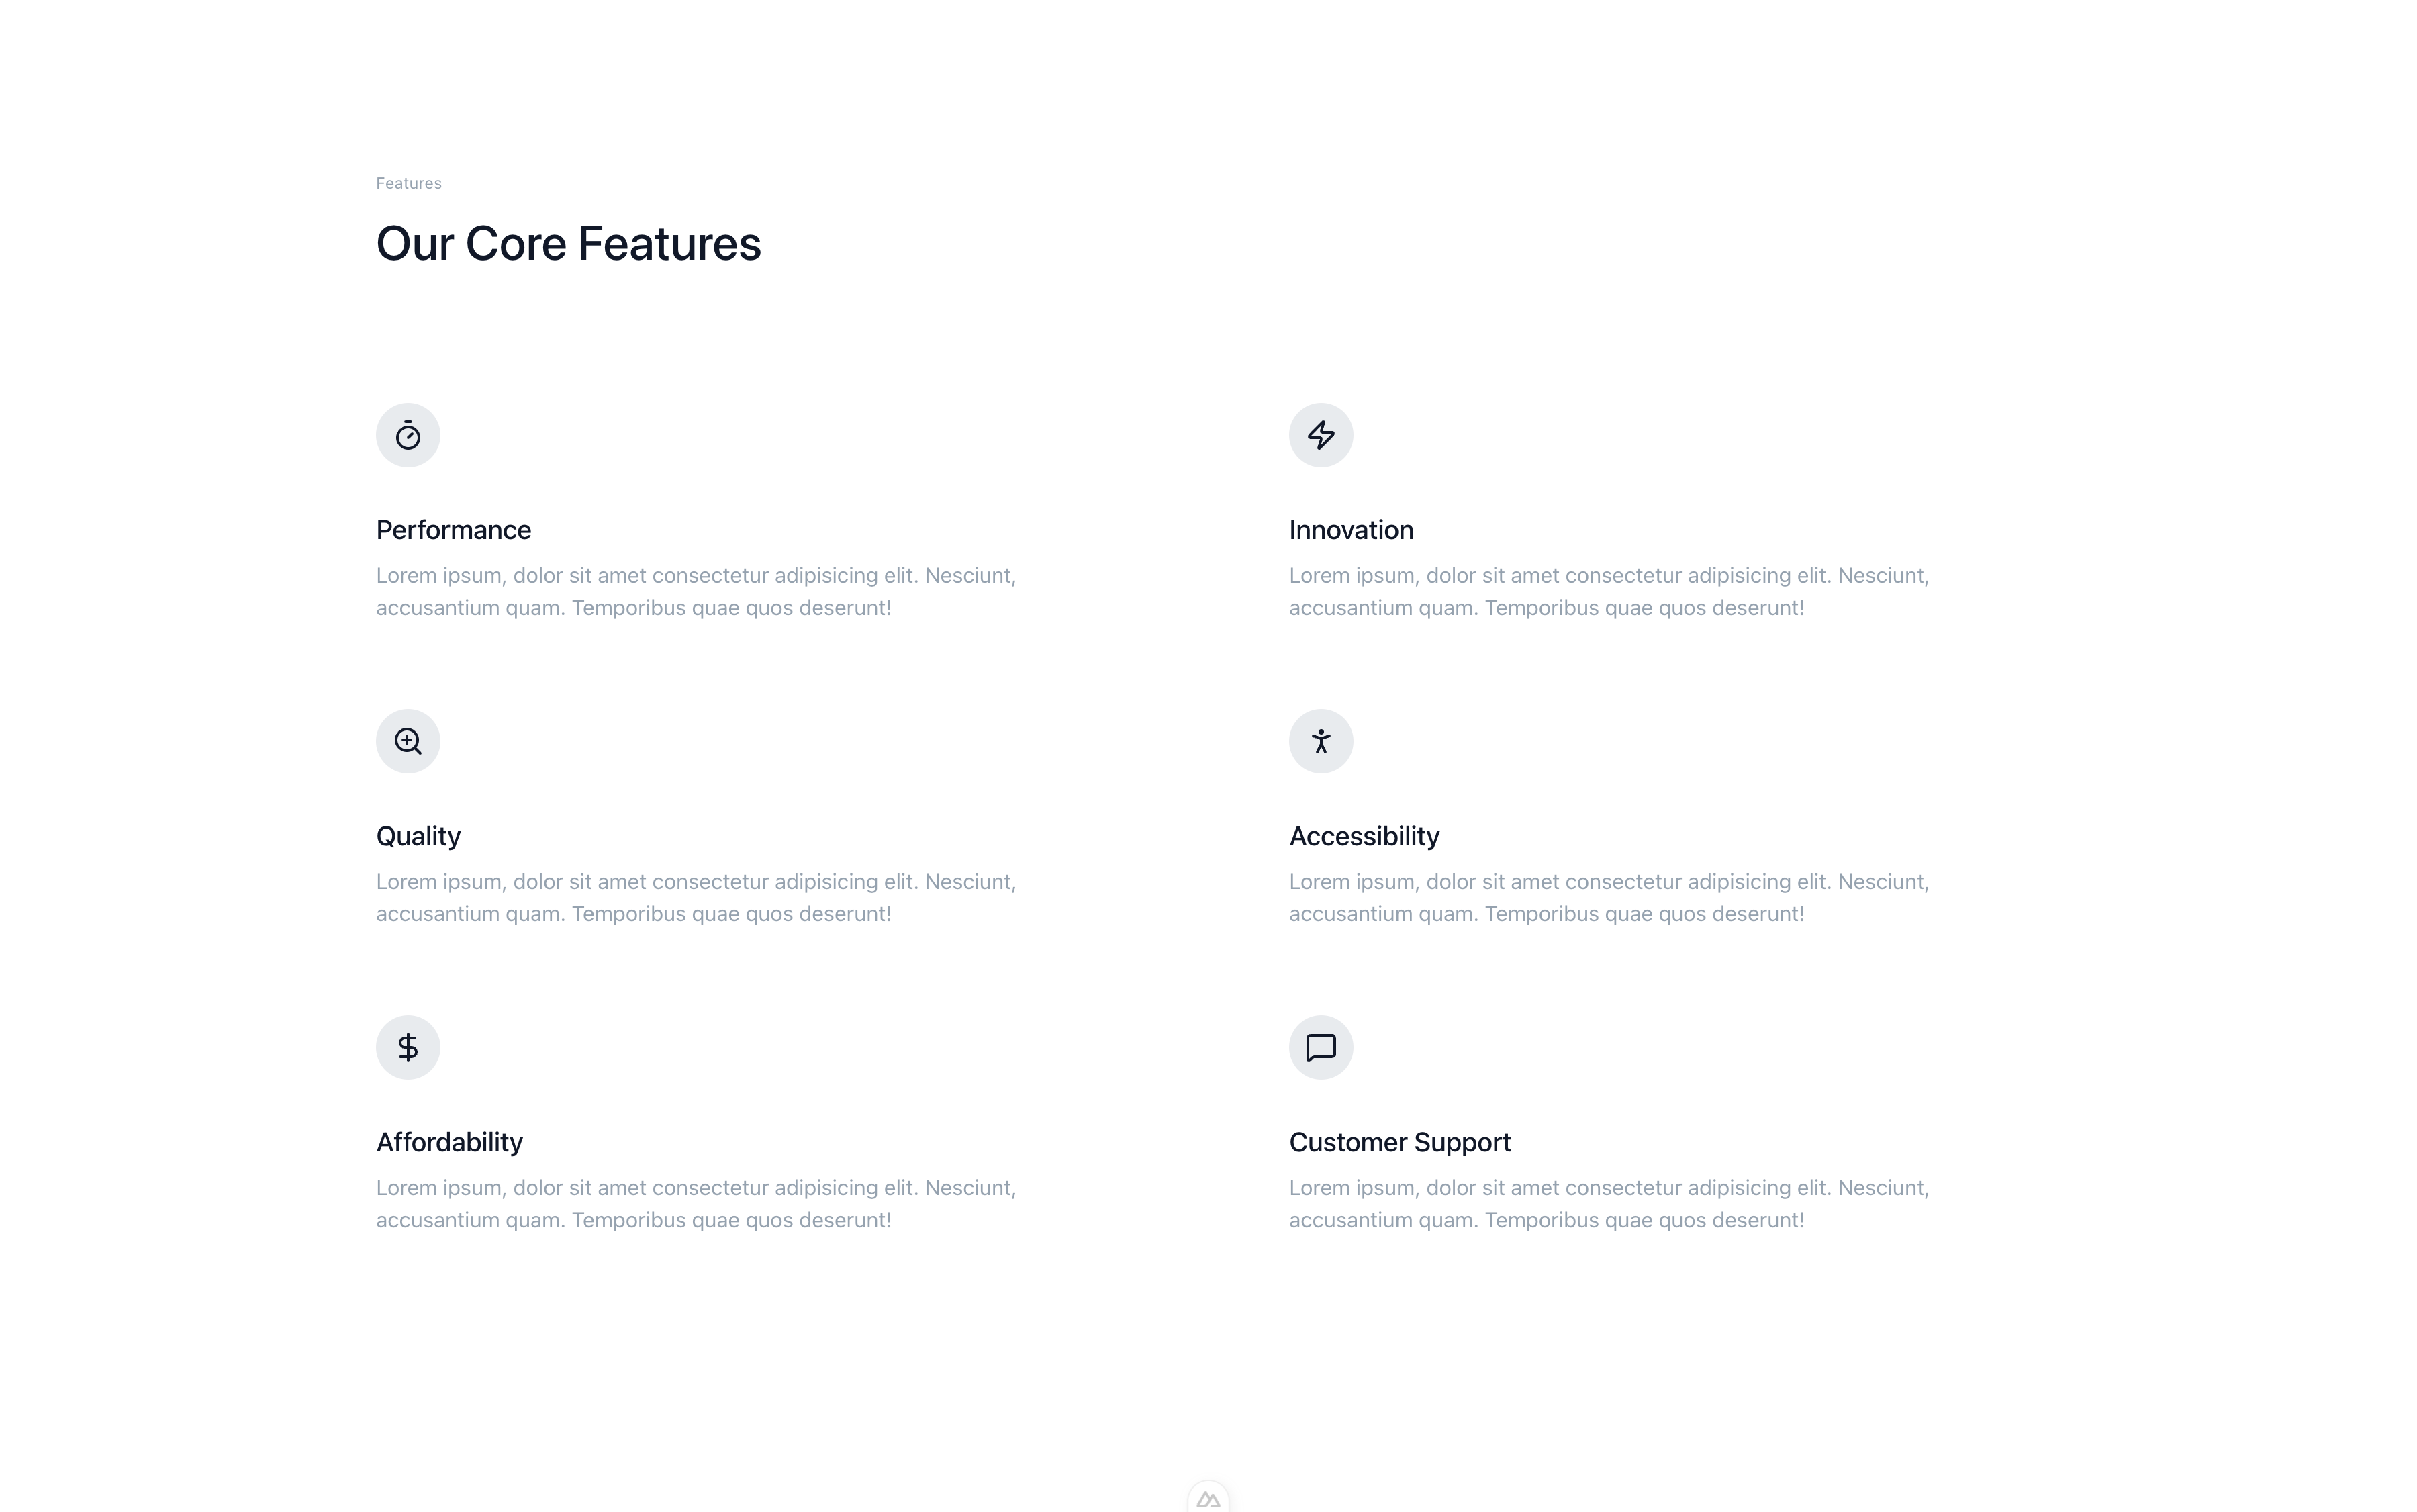 Features
Our Core Features
Performance
Lorem ipsum, dolor sit amet consectetur adipisicing elit. Nesciunt,
accusantium quam. Temporibus quae quos deserunt!
Innovation
Lorem ipsum, dolor sit amet consectetur adipisicing elit. Nesciunt,
accusantium quam. Temporibus quae quos deserunt!
Quality
Lorem ipsum, dolor sit amet consectetur adipisicing elit. Nesciunt,
accusantium quam. Temporibus quae quos deserunt!
Accessibility
Lorem ipsum, dolor sit amet consectetur adipisicing elit. Nesciunt,
accusantium quam. Temporibus quae quos deserunt!
Affordability
Lorem ipsum, dolor sit amet consectetur adipisicing elit. Nesciunt,
accusantium quam. Temporibus quae quos deserunt!
Customer Support
Lorem ipsum, dolor sit amet consectetur adipisicing elit. Nesciunt,
accusantium quam. Temporibus quae quos deserunt!